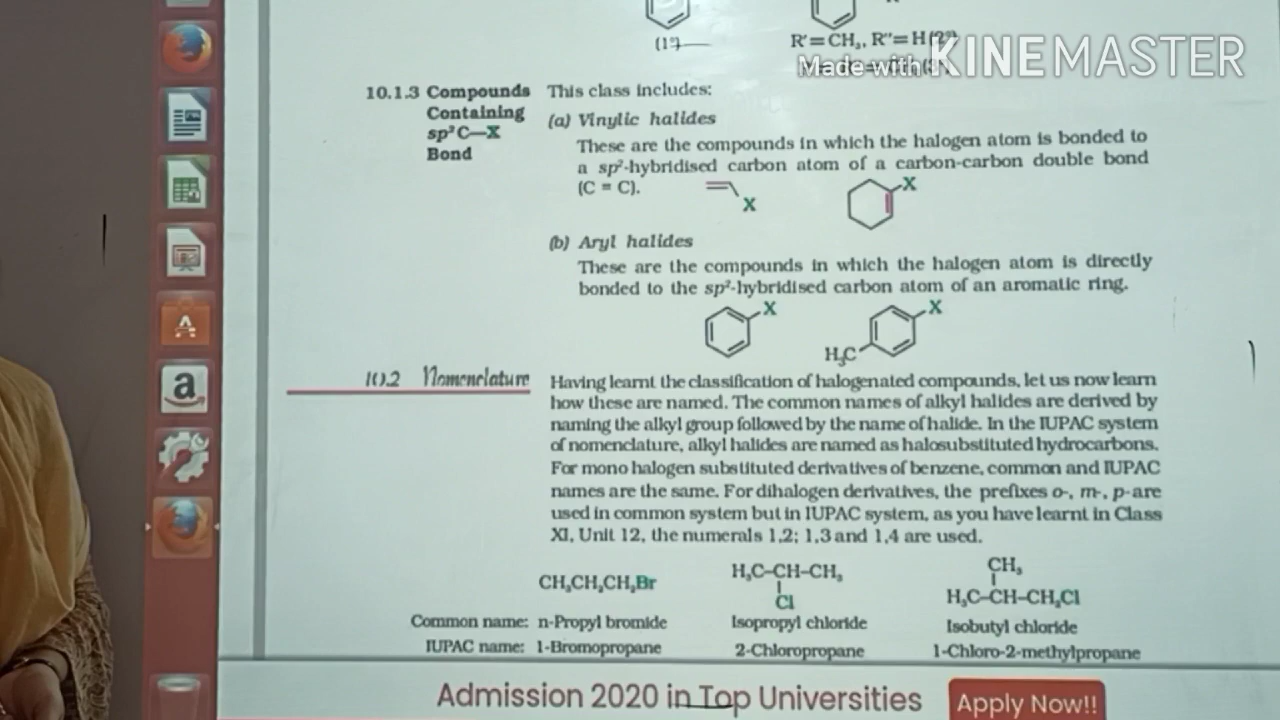 (1°)
R'=CH₃, R''=H (2°)
Made with KINEMASTER
10.1.3 Compounds Containing sp² C—X Bond
This class includes:
(a) Vinylic halides
These are the compounds in which the halogen atom is bonded to
a sp²-hybridised carbon atom of a carbon-carbon double bond
(C = C).
X
X
(b) Aryl halides
These are the compounds in which the halogen atom is directly
bonded to the sp²-hybridised carbon atom of an aromatic ring.
X
X
H₃C
10.2 Nomenclature
Having learnt the classification of halogenated compounds, let us now learn
how these are named. The common names of alkyl halides are derived by
naming the alkyl group followed by the name of halide. In the IUPAC system
of nomenclature, alkyl halides are named as halosubstituted hydrocarbons.
For mono halogen substituted derivatives of benzene, common and IUPAC
names are the same. For dihalogen derivatives, the prefixes o-, m-, p- are
used in common system but in IUPAC system, as you have learnt in Class
XI, Unit 12, the numerals 1,2; 1,3 and 1,4 are used.
CH₃CH₂CH₂Br
H₃C–CH–CH₃
Cl
CH₃
H₃C–CH–CH₂Cl
Common name: n-Propyl bromide Isopropyl chloride Isobutyl chloride
IUPAC name: 1-Bromopropane 2-Chloropropane 1-Chloro-2-methylpropane
Admission 2020 in Top Universities Apply Now!!
a